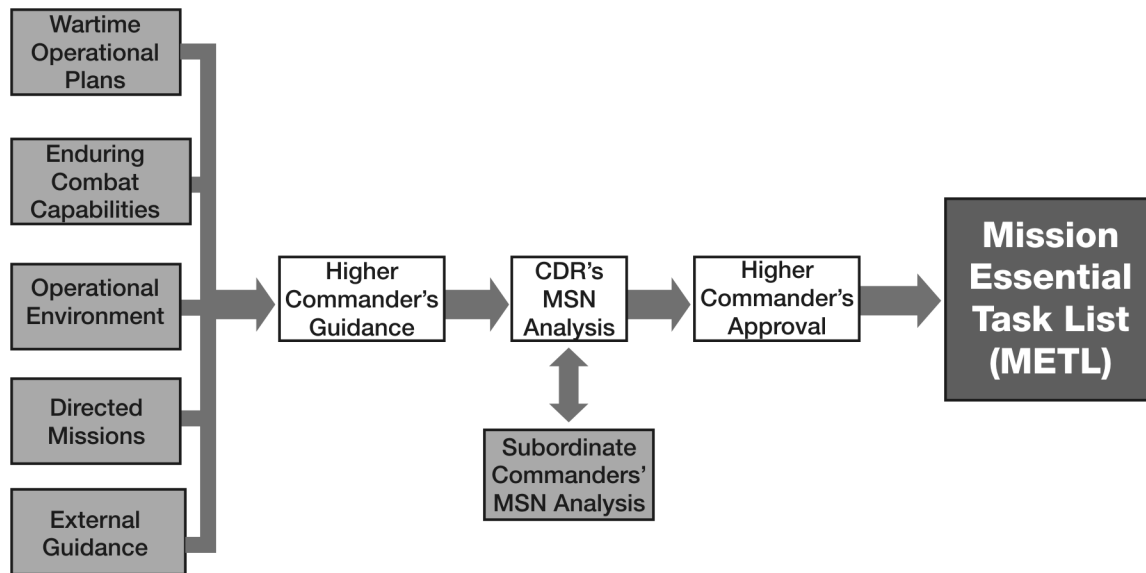 Wartime
Operational
Plans
Enduring
Combat
Capabilities
Operational
Environment
Directed
Missions
External
Guidance
Higher
Commander’s
Guidance
CDR’s
MSN
Analysis
Subordinate
Commanders’
MSN Analysis
Higher
Commander’s
Approval
Mission
Essential
Task List
(METL)